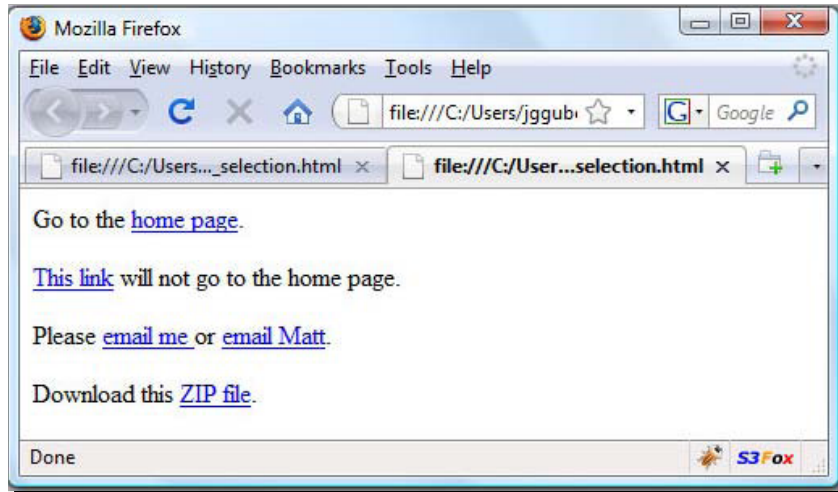 Mozilla Firefox
File Edit View History Bookmarks Tools Help
file:///C:/Users/jggub G Google
file:///C:/Users..._selection.html file:///C:/User...selection.html
Go to the home page.
This link will not go to the home page.
Please email me or email Matt.
Download this ZIP file.
Done S3Fox